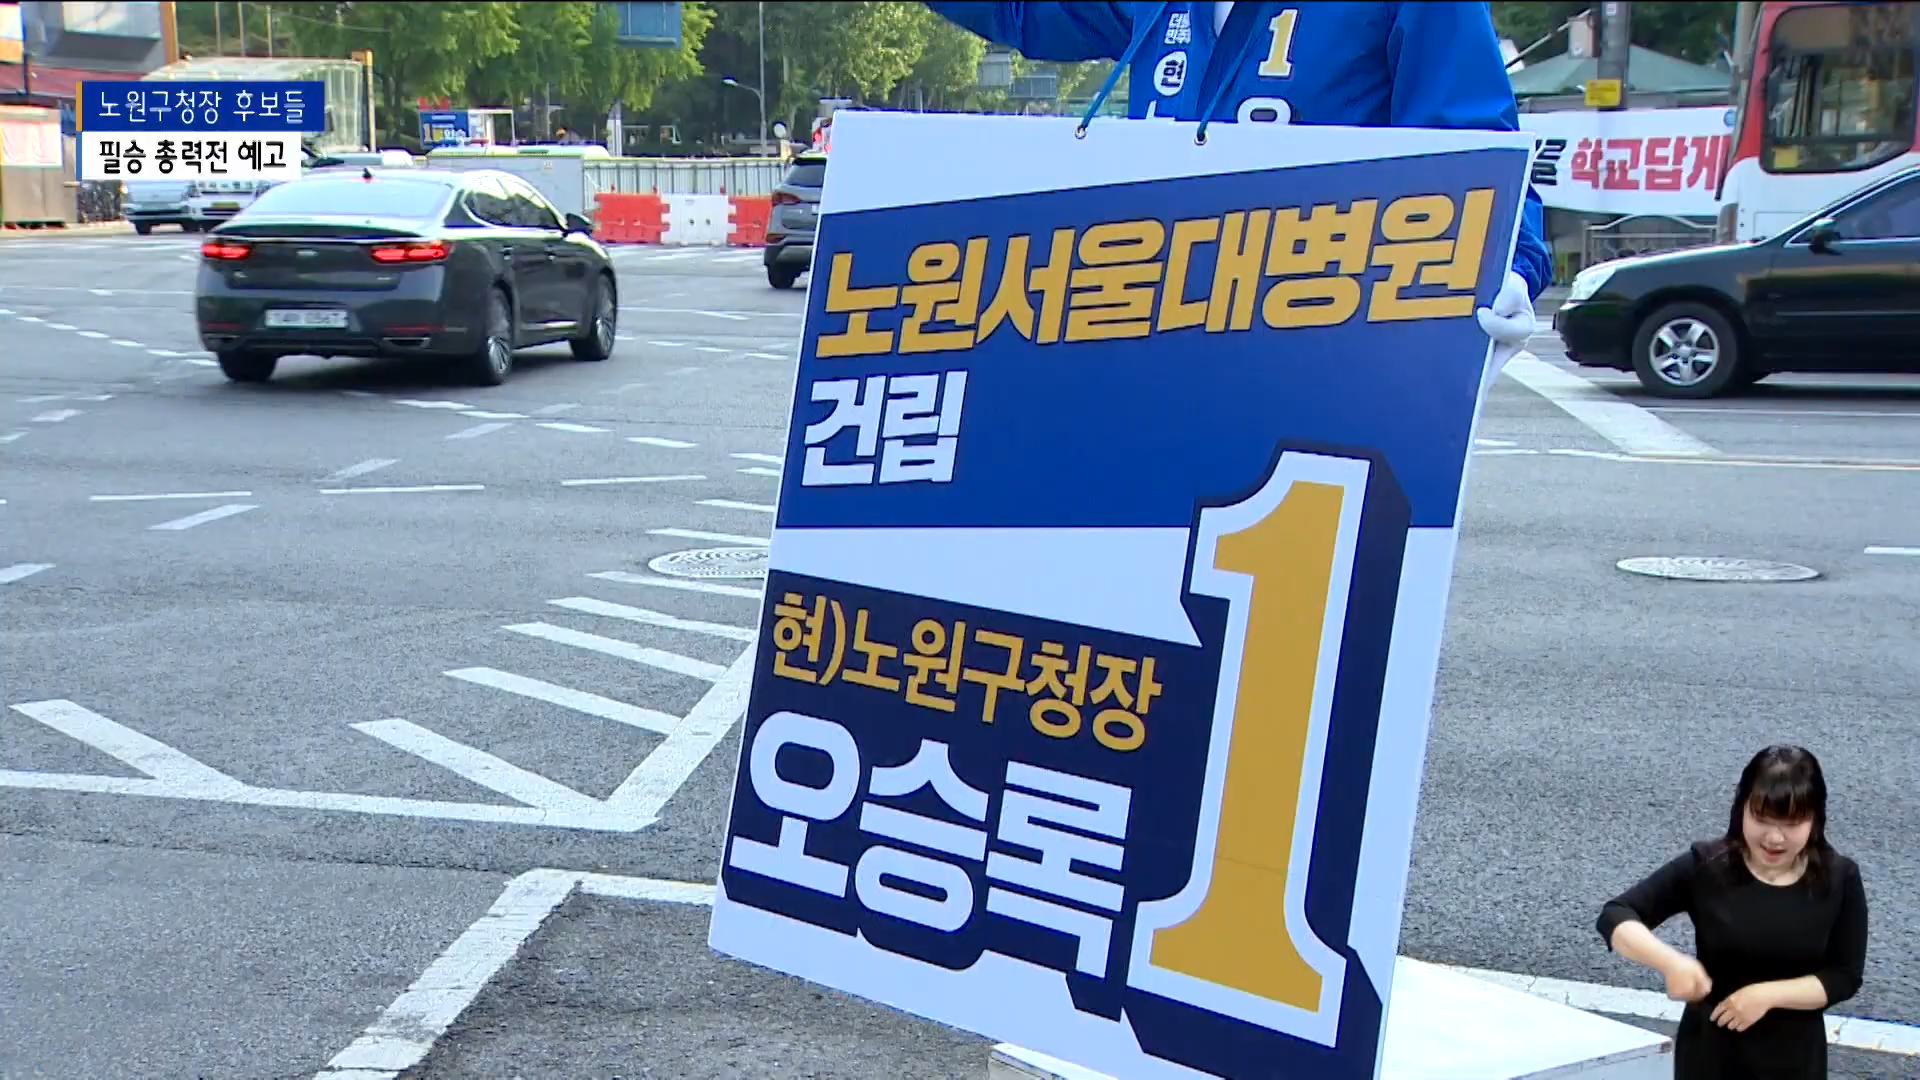 노원구청장 후보들
필승 총력전 예고
1
현
를 학교답게
노원서울대병원
건립
현)노원구청장
오승록
1